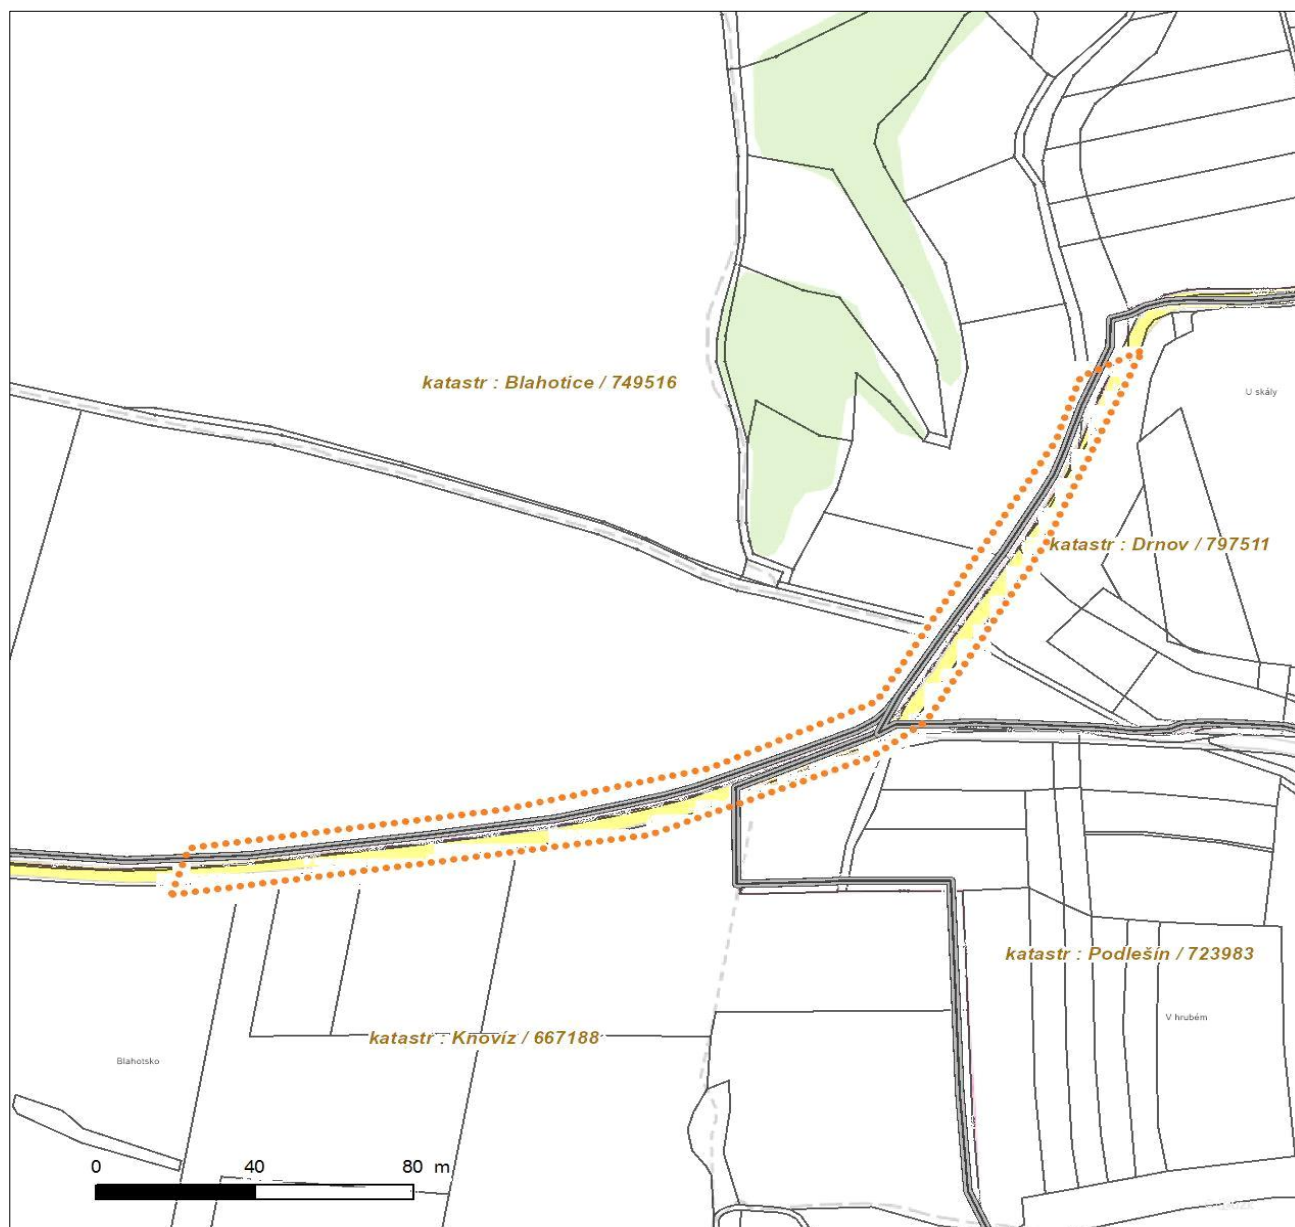 katastr : Blahotice / 749516
U skály
katastr : Drnov / 797511
katastr : Podlešín / 723983
V hrubém
katastr : Knovíz / 667188
Blahotsko
0 40 80 m